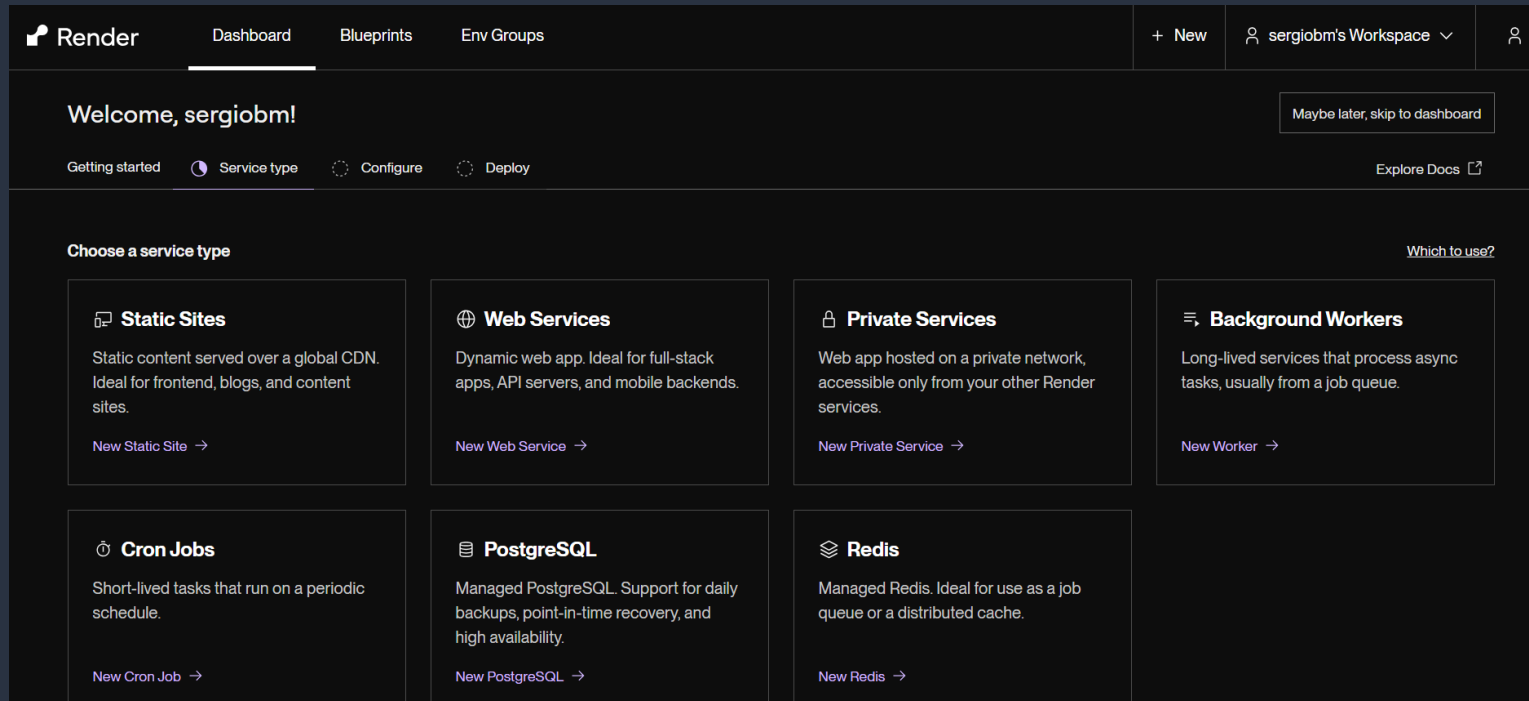 Render
Dashboard
Blueprints
Env Groups
+ New
sergiobm's Workspace
Welcome, sergiobm!
Maybe later, skip to dashboard
Getting started
Service type
Configure
Deploy
Explore Docs
Choose a service type
Which to use?
Static Sites
Static content served over a global CDN.
Ideal for frontend, blogs, and content
sites.
New Static Site →
Web Services
Dynamic web app. Ideal for full-stack
apps, API servers, and mobile backends.
New Web Service →
Private Services
Web app hosted on a private network,
accessible only from your other Render
services.
New Private Service →
Background Workers
Long-lived services that process async
tasks, usually from a job queue.
New Worker →
Cron Jobs
Short-lived tasks that run on a periodic
schedule.
New Cron Job →
PostgreSQL
Managed PostgreSQL. Support for daily
backups, point-in-time recovery, and
high availability.
New PostgreSQL →
Redis
Managed Redis. Ideal for use as a job
queue or a distributed cache.
New Redis →